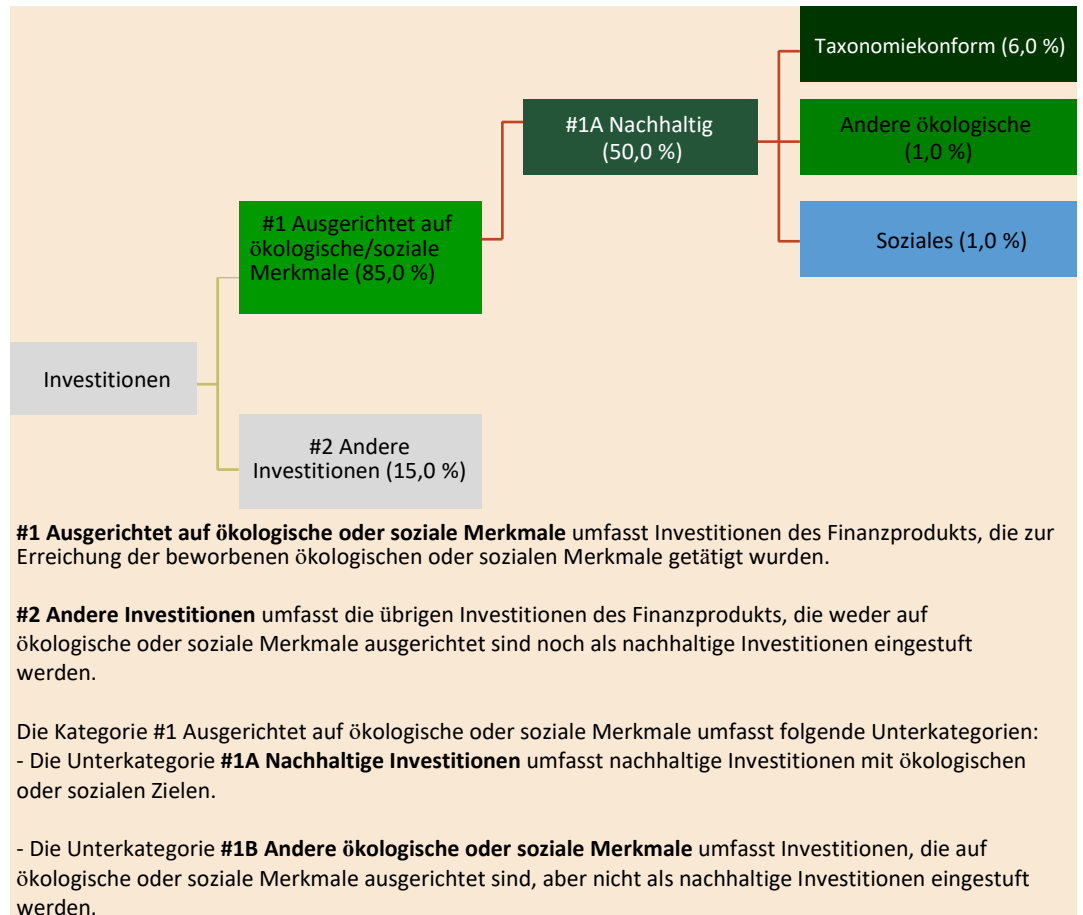 Taxonomiekonform (6,0 %)
#1A Nachhaltig
(50,0 %)
Andere ökologische
(1,0 %)
#1 Ausgerichtet auf
ökologische/soziale
Merkmale (85,0 %)
Soziales (1,0 %)
Investitionen
#2 Andere
Investitionen (15,0 %)
#1 Ausgerichtet auf ökologische oder soziale Merkmale umfasst Investitionen des Finanzprodukts, die zur
Erreichung der beworbenen ökologischen oder sozialen Merkmale getätigt wurden.
#2 Andere Investitionen umfasst die übrigen Investitionen des Finanzprodukts, die weder auf
ökologische oder soziale Merkmale ausgerichtet sind noch als nachhaltige Investitionen eingestuft
werden.
Die Kategorie #1 Ausgerichtet auf ökologische oder soziale Merkmale umfasst folgende Unterkategorien:
- Die Unterkategorie #1A Nachhaltige Investitionen umfasst nachhaltige Investitionen mit ökologischen
oder sozialen Zielen.
- Die Unterkategorie #1B Andere ökologische oder soziale Merkmale umfasst Investitionen, die auf
ökologische oder soziale Merkmale ausgerichtet sind, aber nicht als nachhaltige Investitionen eingestuft
werden.